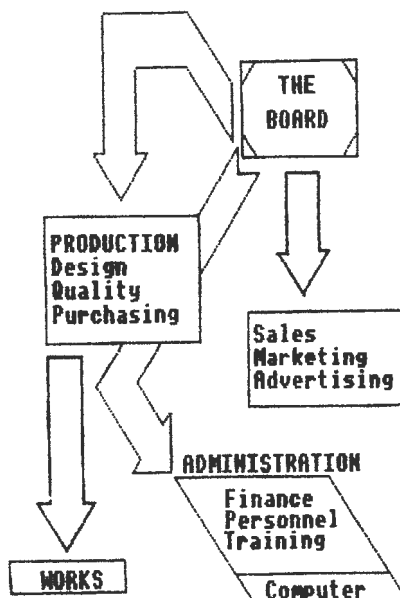 THE
BOARD
PRODUCTION
Design
Quality
Purchasing
Sales
Marketing
Advertising
ADMINISTRATION
Finance
Personnel
Training
WORKS
Computer